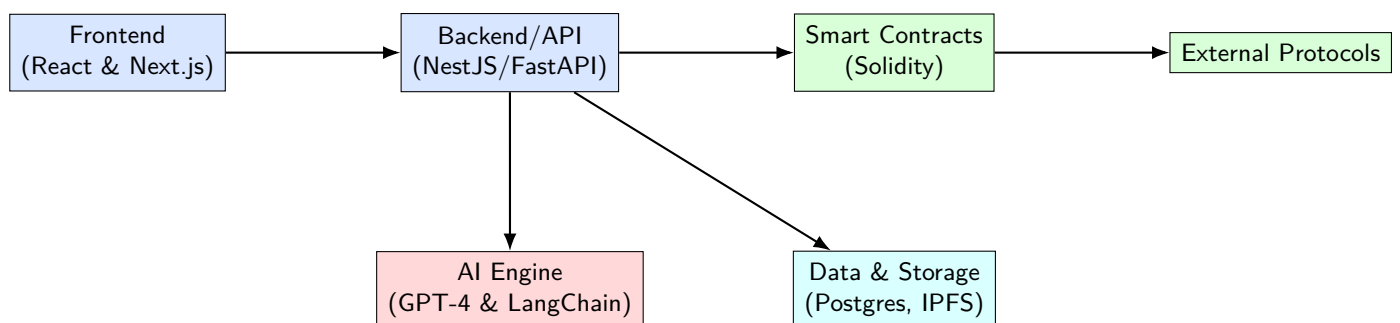 Frontend
(React & Next.js)
Backend/API
(NestJS/FastAPI)
Smart Contracts
(Solidity)
External Protocols
AI Engine
(GPT-4 & LangChain)
Data & Storage
(Postgres, IPFS)